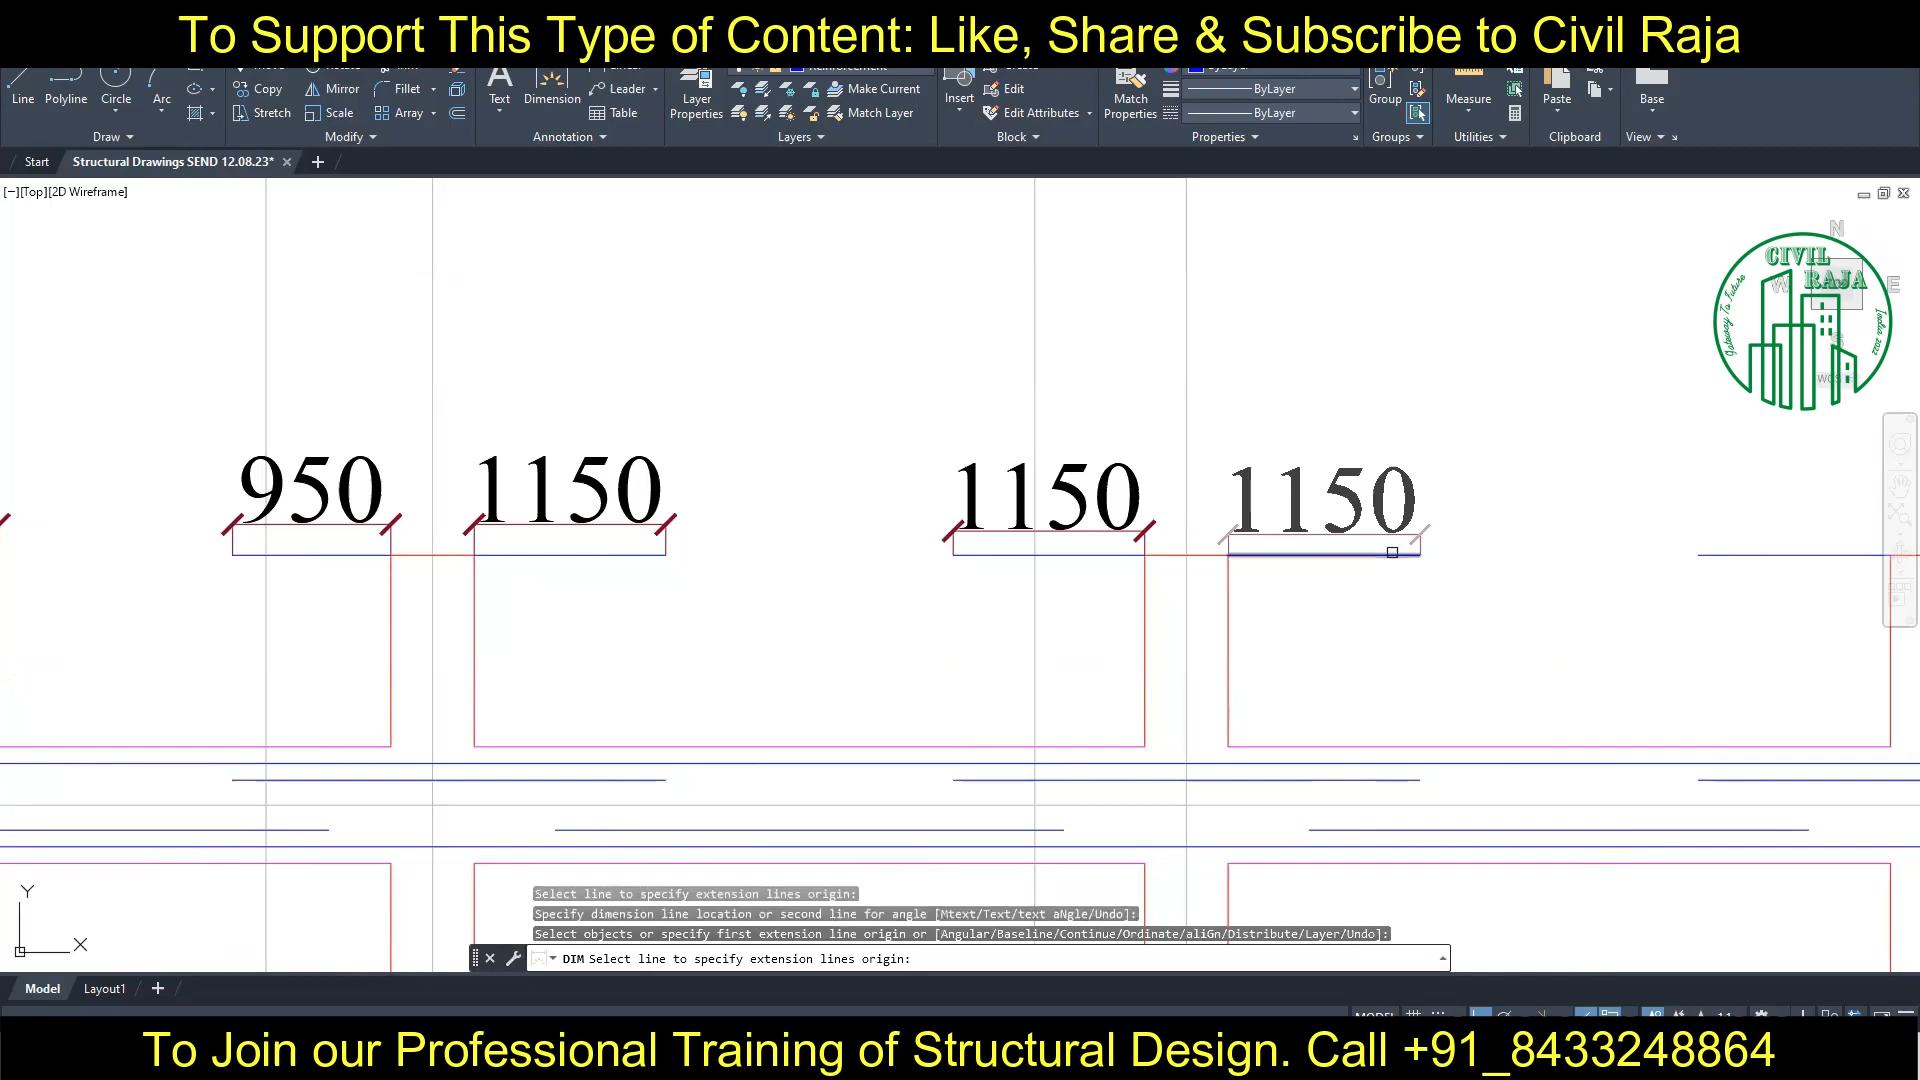 To Support This Type of Content: Like, Share & Subscribe to Civil Raja
Line Polyline Circle Arc
Copy Mirror Fillet
Stretch Scale Array
Text Dimension
Leader
Table
Layer Properties
Make Current
Match Layer
Insert
Edit
Edit Attributes
Match Properties
ByLayer
ByLayer
Group Measure Paste Base
Draw Modify Annotation Layers Block Properties Groups Utilities Clipboard View
Start Structural Drawings SEND 12.08.23*
[−][Top][2D Wireframe]
N
W E
CIVIL
RAJA
Gateway To Future
India 2022
950 1150 1150 1150
Y
X
Select line to specify extension lines origin:
Specify dimension line location or second line for angle [Mtext/Text/text aNgle/Undo]:
Select objects or specify first extension line origin or [Angular/Baseline/Continue/Ordinate/aliGn/Distribute/Layer/Undo]:
DIM Select line to specify extension lines origin:
Model Layout1
To Join our Professional Training of Structural Design. Call +91_8433248864